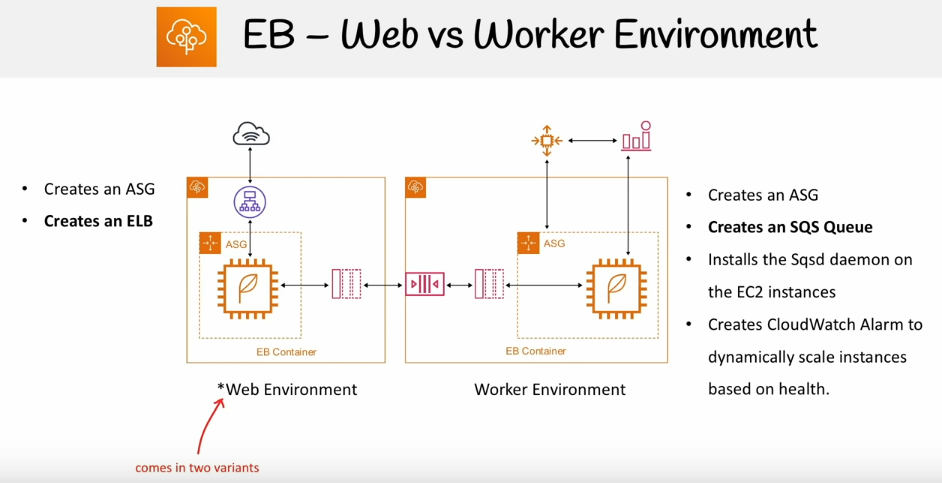 EB – Web vs Worker Environment
• Creates an ASG
• Creates an ELB
ASG
EB Container
*Web Environment
comes in two variants
ASG
EB Container
Worker Environment
• Creates an ASG
• Creates an SQS Queue
• Installs the Sqsd daemon on
the EC2 instances
• Creates CloudWatch Alarm to
dynamically scale instances
based on health.